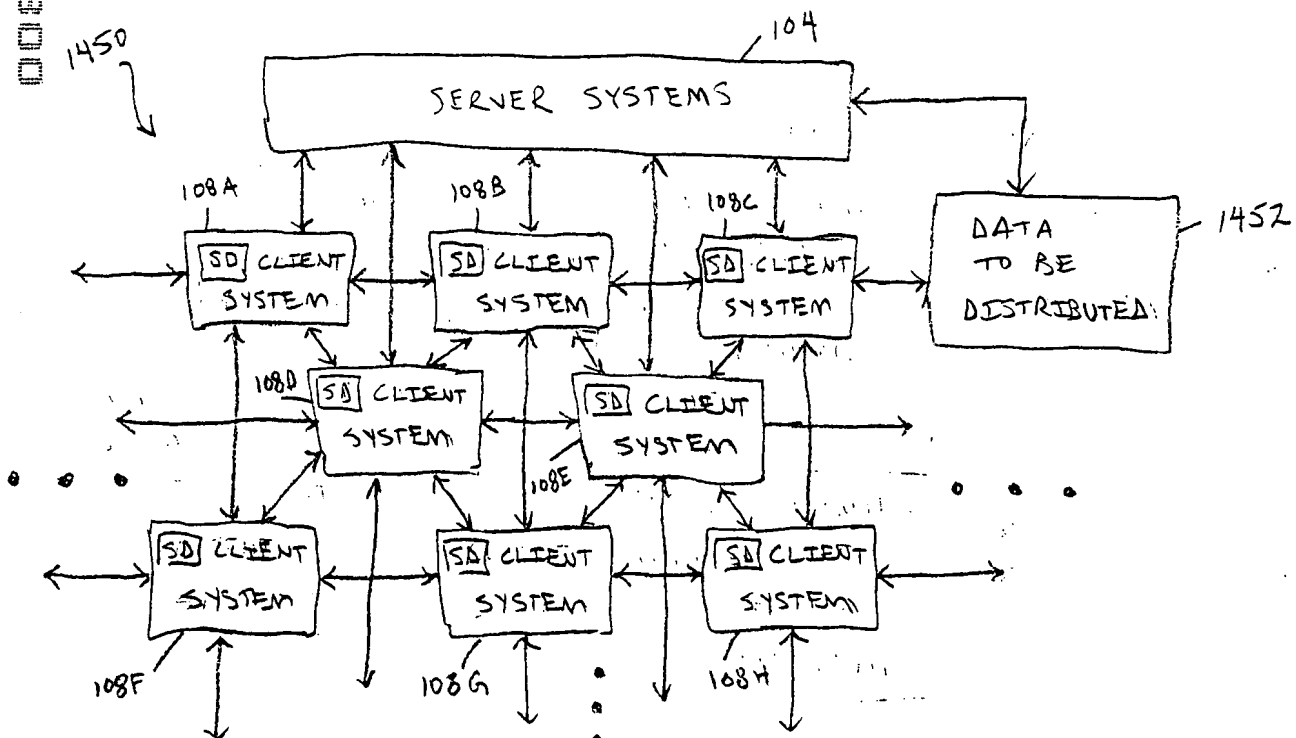 1450
104
SERVER SYSTEMS
108A
108B
108C
1452
SD CLIENT
SYSTEM
SD CLIENT
SYSTEM
SD CLIENT
SYSTEM
DATA
TO BE
DISTRIBUTED
108D
SD CLIENT
SYSTEM
108E
SD CLIENT
SYSTEM
SD CLIENT
SYSTEM
SD CLIENT
SYSTEM
SD CLIENT
SYSTEM
108F
108G
108H